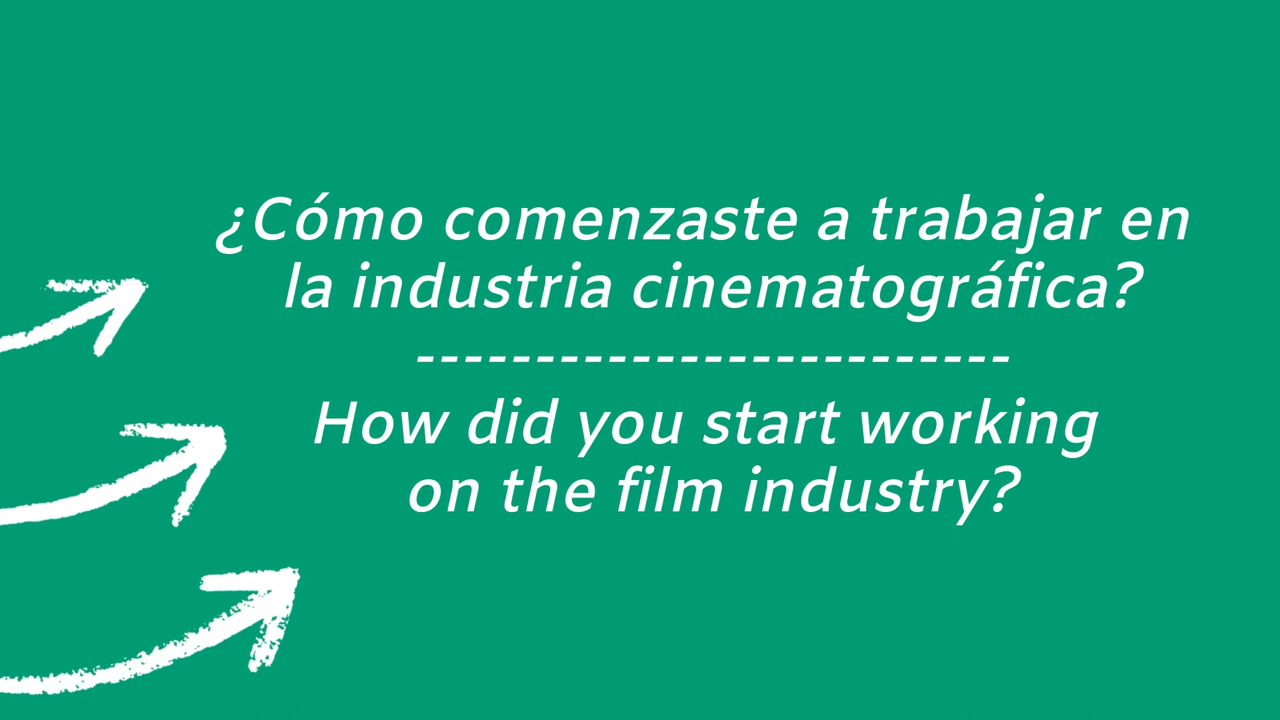 ¿Cómo comenzaste a trabajar en
la industria cinematográfica?
-------------------------
How did you start working
on the film industry?